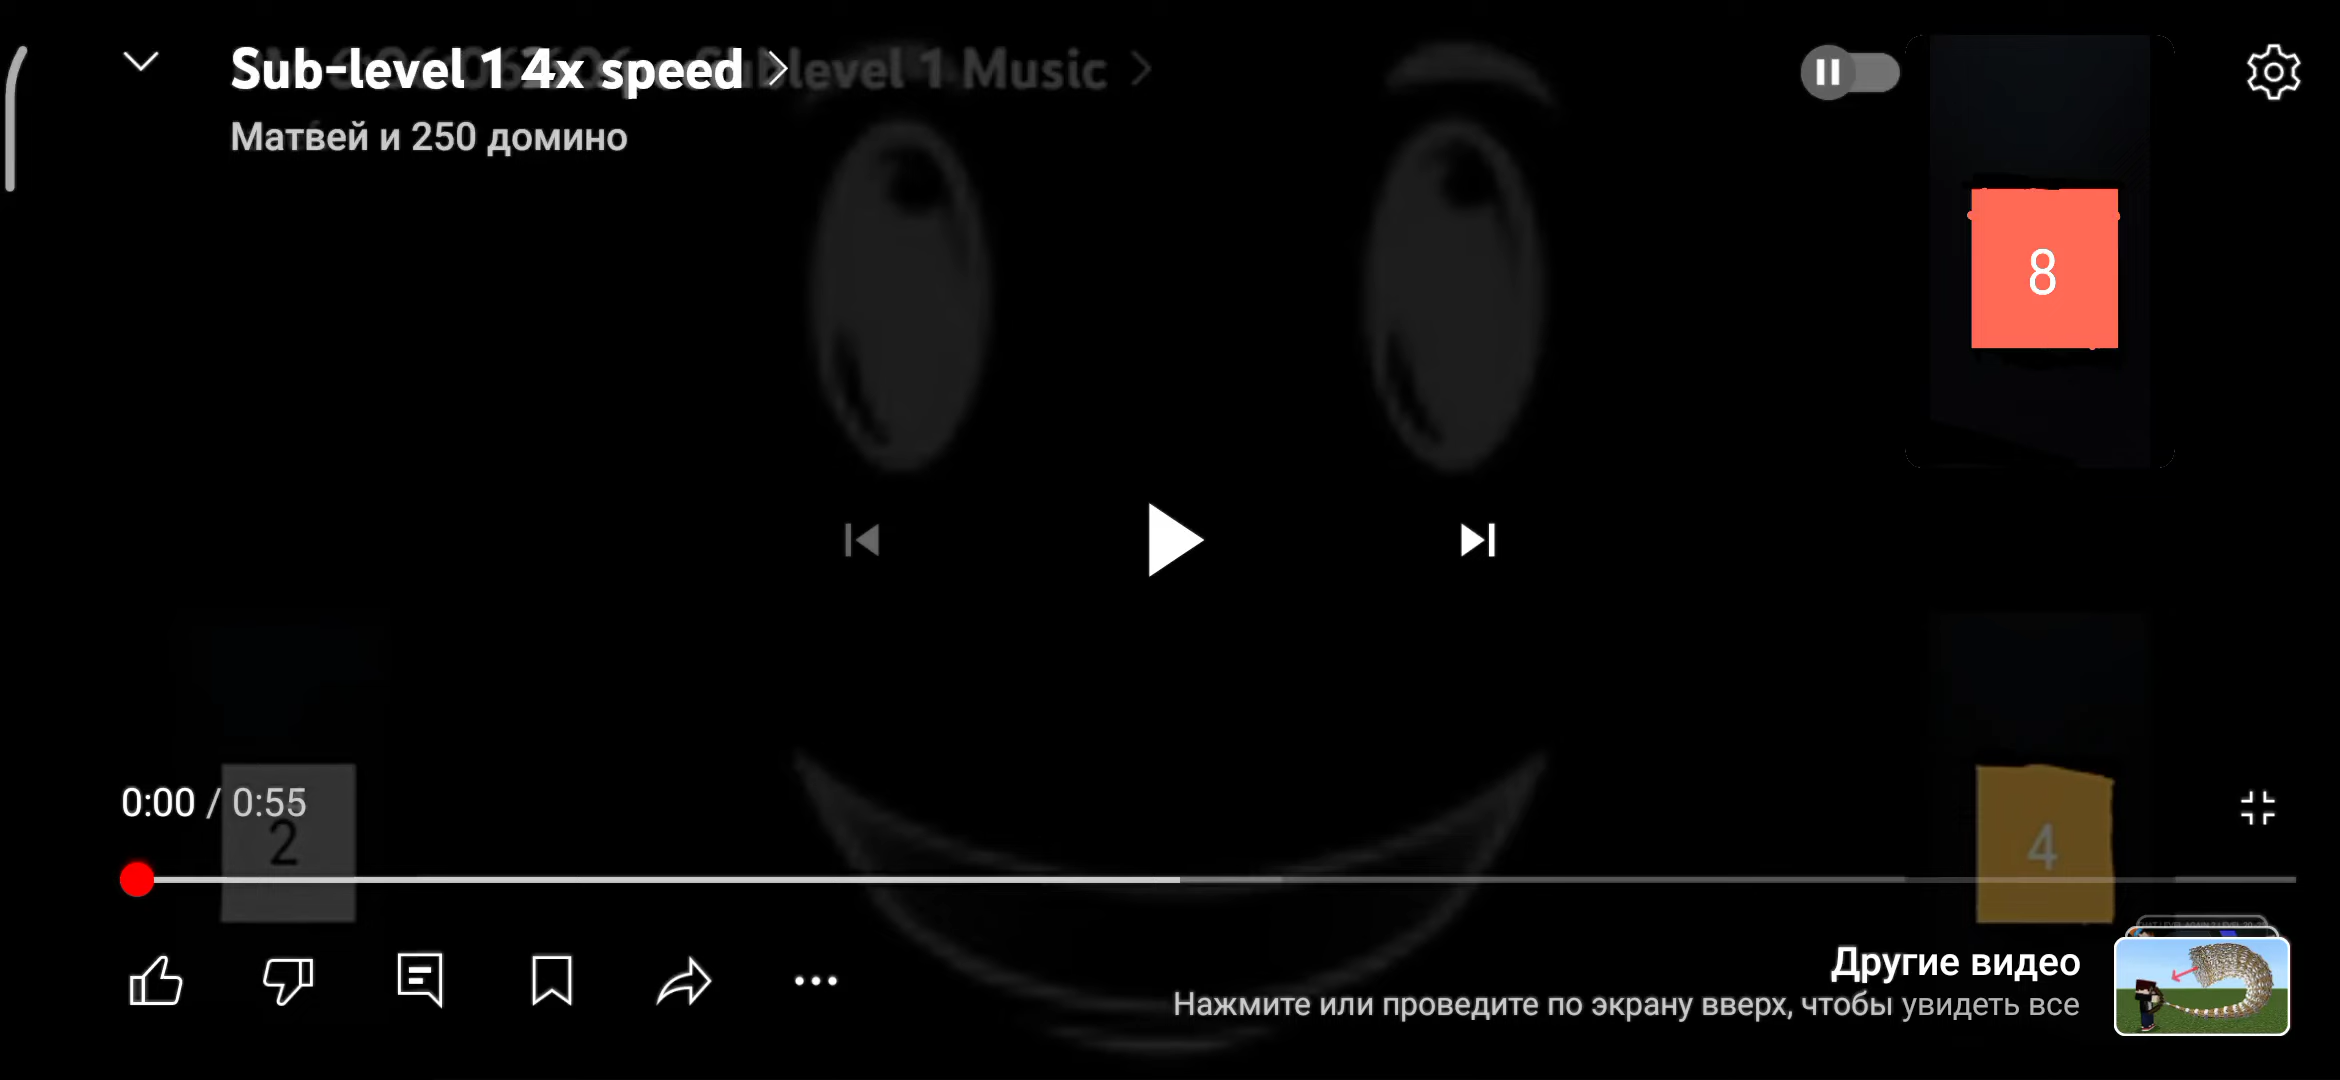 Sub-level 1 4x speed
level 1 Music
Матвей и 250 домино
8
0:00 / 0:55
2
4
Другие видео
Нажмите или проведите по экрану вверх, чтобы увидеть все